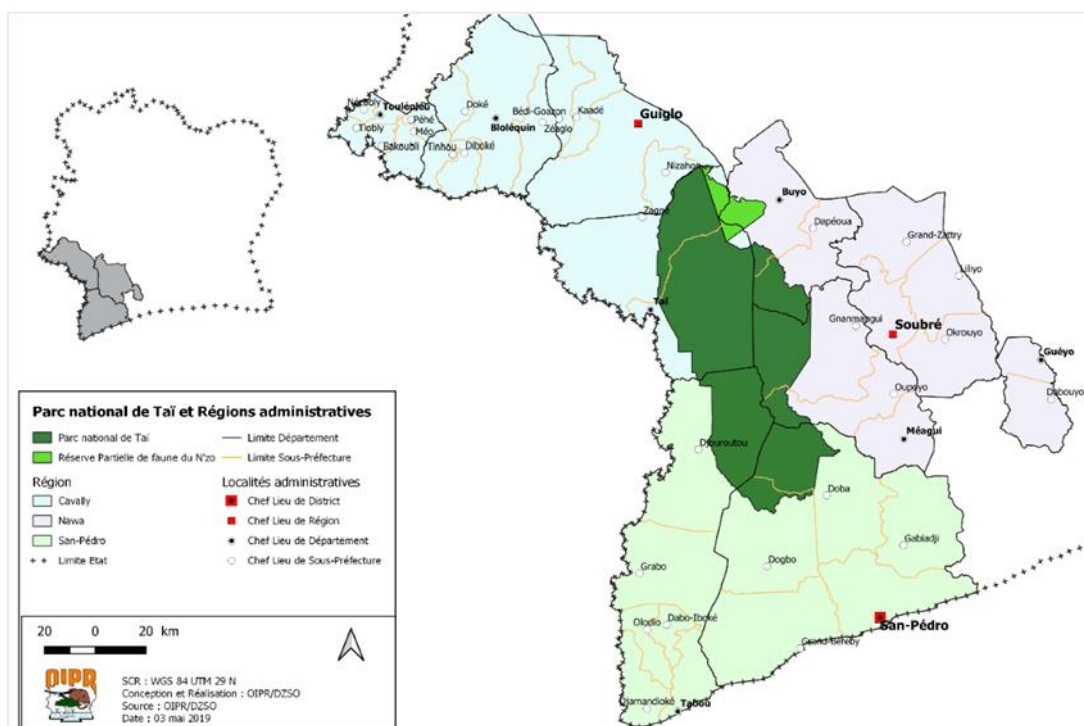 Guiglo
Nizahon
Zagné
Toulépleu
Tiobly
Péhé
Méo
Bakoubli
Doké
Bloléquin
Tinhou
Diboké
Bédi-Goazon
Zéaglo
Kaadé
Buyo
Dapéoua
Grand-Zattry
Liliyo
Soubré
Okrouyo
Gnanmangui
Oupoyo
Méagui
Guéyo
Dabouyo
Taï
Djouroutou
Doba
Gabiadji
Dogbo
Grabo
Olodio
Dabo-Iboké
San-Pédro
Grand-Béréby
Djamandioké
Tabou
Parc national de Taï et Régions administratives
Parc national de Taï
Réserve Partielle de faune du N'zo
Limite Département
Limite Sous-Préfecture
Région
Cavally
Nawa
San-Pédro
Limite Etat
Localités administratives
Chef Lieu de District
Chef Lieu de Région
Chef Lieu de Département
Chef Lieu de Sous-Préfecture
20 0 20 km
OIPR
SCR : WGS 84 UTM 29 N
Conception et Réalisation : OIPR/DZSO
Source : OIPR/DZSO
Date : 03 mai 2019